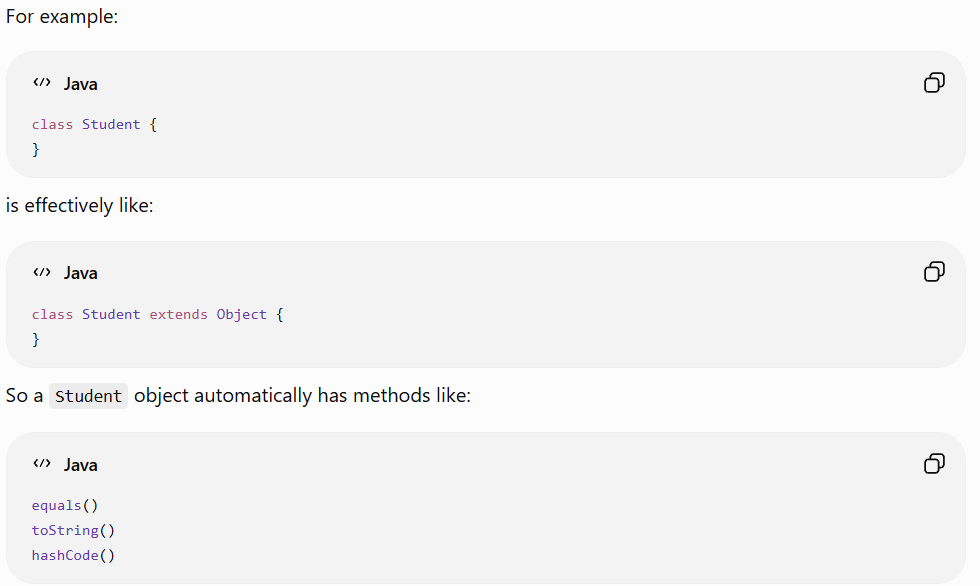 For example:
Java
class Student {
}
is effectively like:
Java
class Student extends Object {
}
So a Student object automatically has methods like:
Java
equals()
toString()
hashCode()